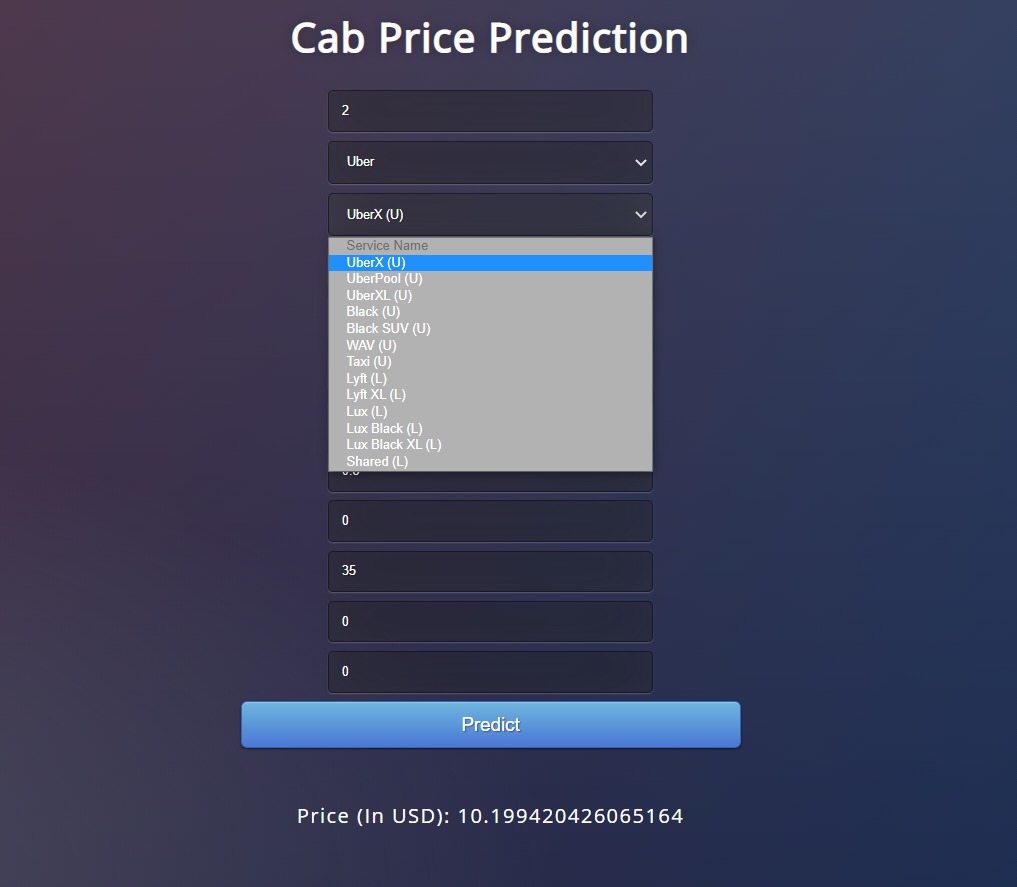 Cab Price Prediction
2
Uber
UberX (U)
Service Name
UberX (U)
UberPool (U)
UberXL (U)
Black (U)
Black SUV (U)
WAV (U)
Taxi (U)
Lyft (L)
Lyft XL (L)
Lux (L)
Lux Black (L)
Lux Black XL (L)
Shared (L)
0
35
0
0
Predict
Price (In USD): 10.199420426065164